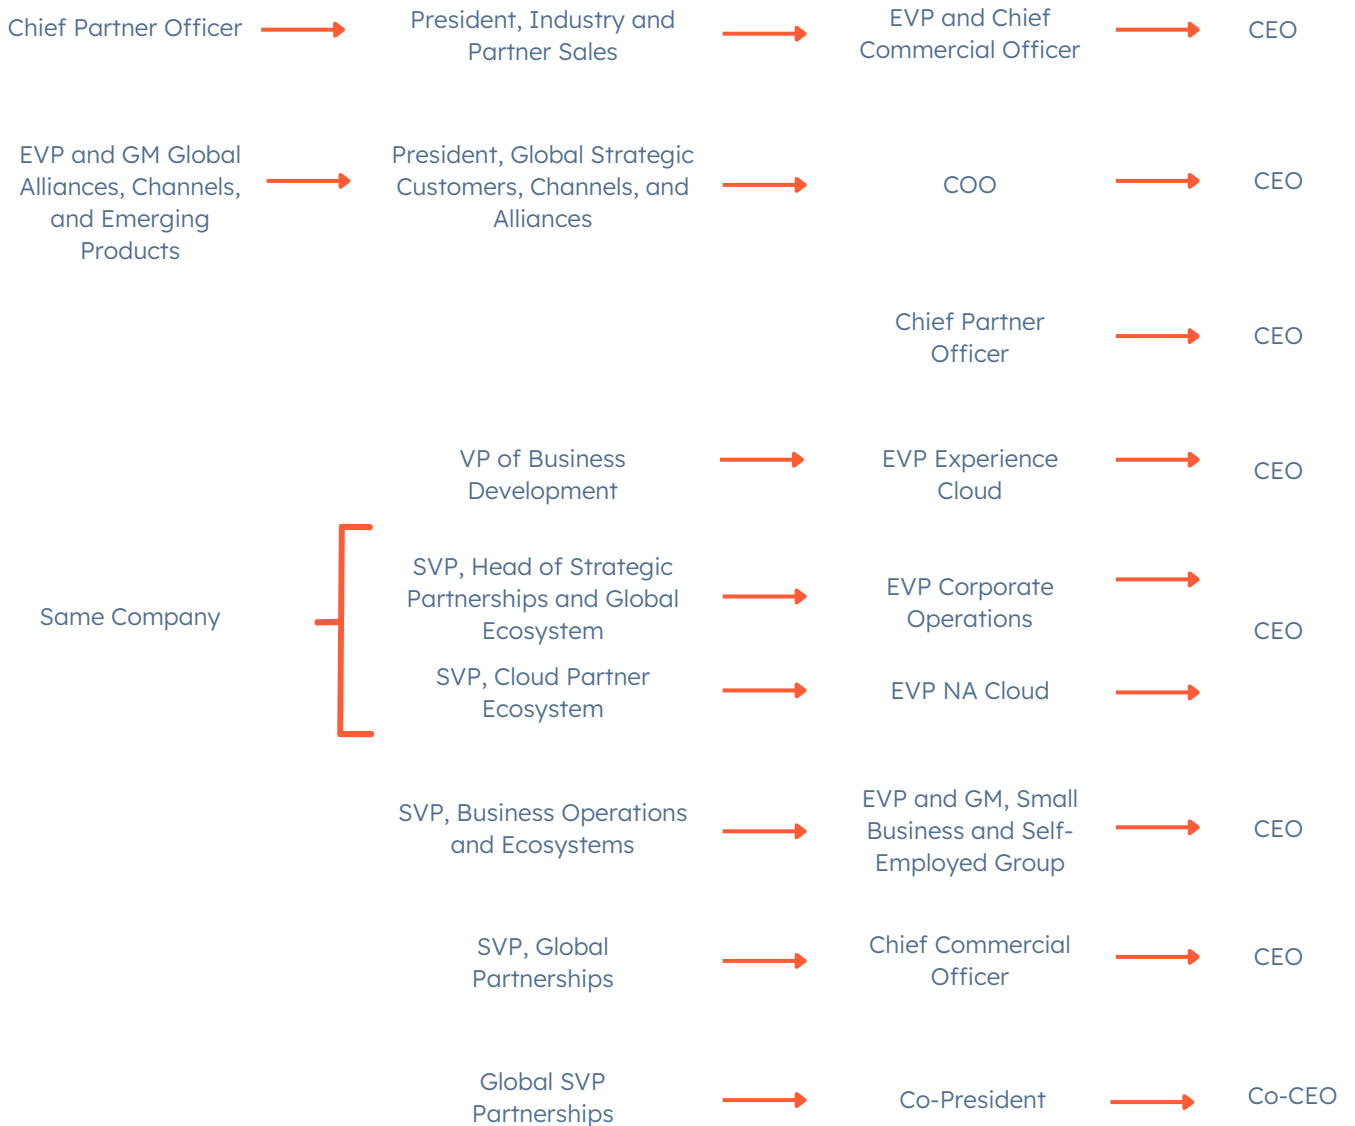 Chief Partner Officer
President, Industry and
Partner Sales
EVP and Chief
Commercial Officer
CEO
EVP and GM Global
Alliances, Channels,
and Emerging
Products
President, Global Strategic
Customers, Channels, and
Alliances
COO
CEO
Chief Partner
Officer
CEO
VP of Business
Development
EVP Experience
Cloud
CEO
Same Company
SVP, Head of Strategic
Partnerships and Global
Ecosystem
EVP Corporate
Operations
CEO
SVP, Cloud Partner
Ecosystem
EVP NA Cloud
SVP, Business Operations
and Ecosystems
EVP and GM, Small
Business and Self-
Employed Group
CEO
SVP, Global
Partnerships
Chief Commercial
Officer
CEO
Global SVP
Partnerships
Co-President
Co-CEO